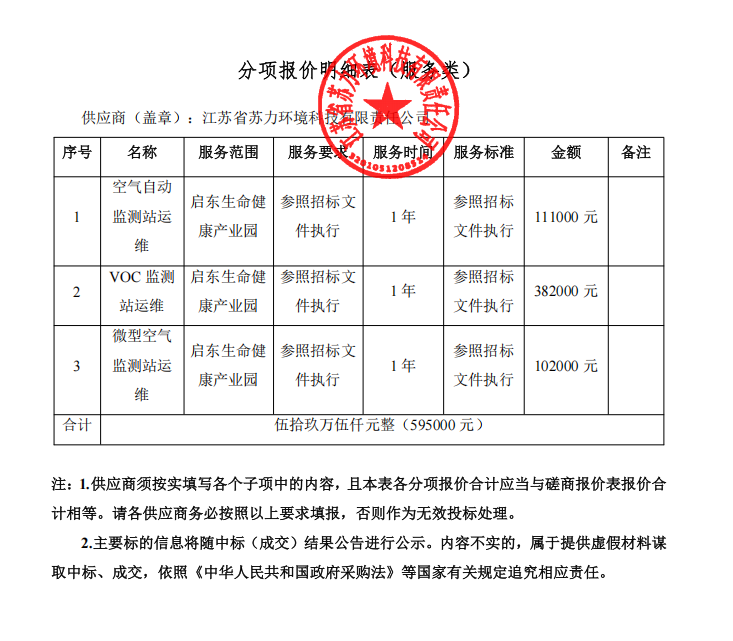 分项报价明细表（服务类）
江苏省苏力环境科技有限责任公司
供应商（盖章）：江苏省苏力环境科技有限责任公司
序号 名称 服务范围 服务要求 服务时间 服务标准 金额 备注
空气自动
启东生命健 参照招标文 参照招标
1 监测站运 1 年 111000 元
康产业园 件执行 文件执行
维
VOC 监测 启东生命健 参照招标文 参照招标
2 1 年 382000 元
站运维 康产业园 件执行 文件执行
微型空气
启东生命健 参照招标文 参照招标
3 监测站运 1 年 102000 元
康产业园 件执行 文件执行
维
合计 伍拾玖万伍仟元整（595000 元）
注：1.供应商须按实填写各个子项中的内容，且本表各分项报价合计应当与磋商报价表报价合
计相等。请各供应商务必按照以上要求填报，否则作为无效投标处理。
2.主要标的信息将随中标（成交）结果公告进行公示。内容不实的，属于提供虚假材料谋
取中标、成交，依照《中华人民共和国政府采购法》等国家有关规定追究相应责任。